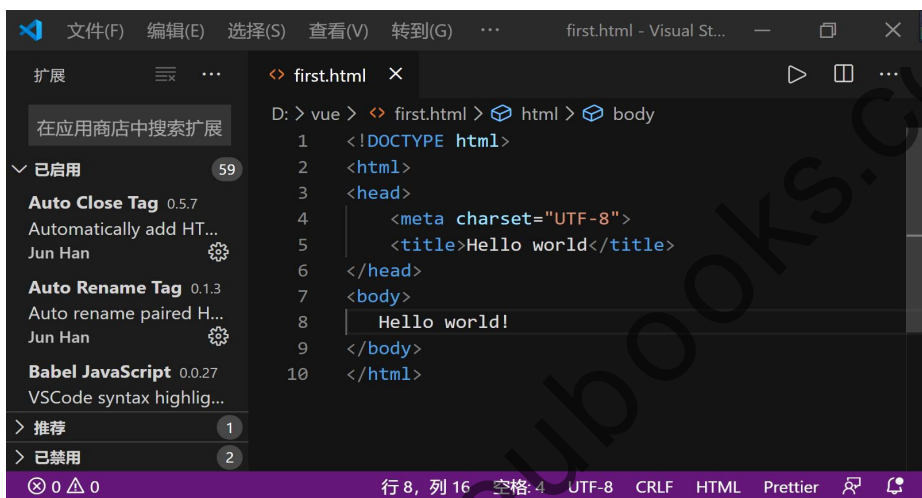 文件(F) 编辑(E) 选择(S) 查看(V) 转到(G) ··· first.html - Visual St...
扩展 ···
在应用商店中搜索扩展
已启用 59
Auto Close Tag 0.5.7
Automatically add HT...
Jun Han
Auto Rename Tag 0.1.3
Auto rename paired H...
Jun Han
Babel JavaScript 0.0.27
VSCode syntax highlig...
推荐 1
已禁用 2
first.html ···
D: > vue > first.html > html > body
1 <!DOCTYPE html>
2 <html>
3 <head>
4 <meta charset="UTF-8">
5 <title>Hello world</title>
6 </head>
7 <body>
8 Hello world!
9 </body>
10 </html>
0 0 行 8，列 16 空格: 4 UTF-8 CRLF HTML Prettier